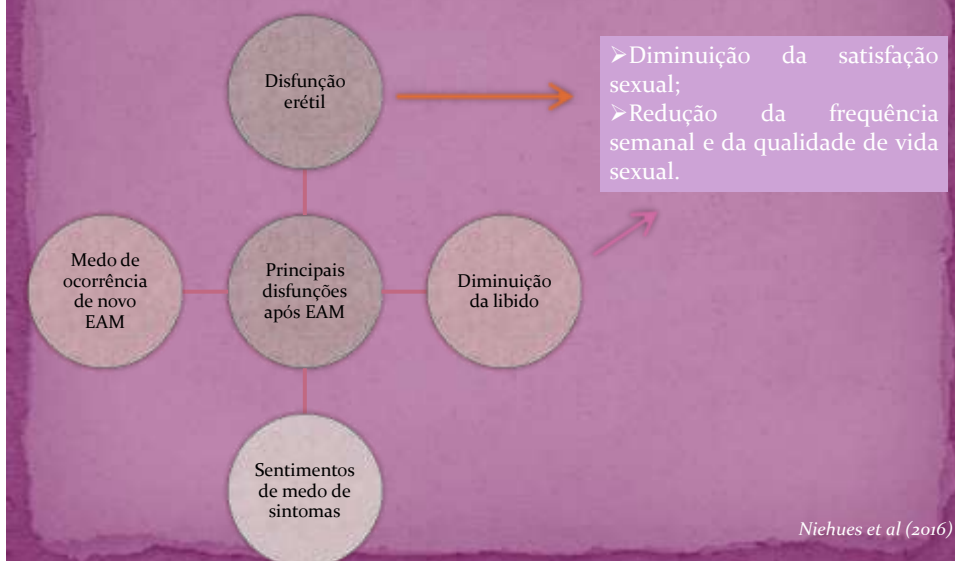 Disfunção
erétil
➢Diminuição da satisfação
sexual;
➢Redução da frequência
semanal e da qualidade de vida
sexual.
Medo de
ocorrência
de novo
EAM
Principais
disfunções
após EAM
Diminuição
da libido
Sentimentos
de medo de
sintomas
Niehues et al (2016)